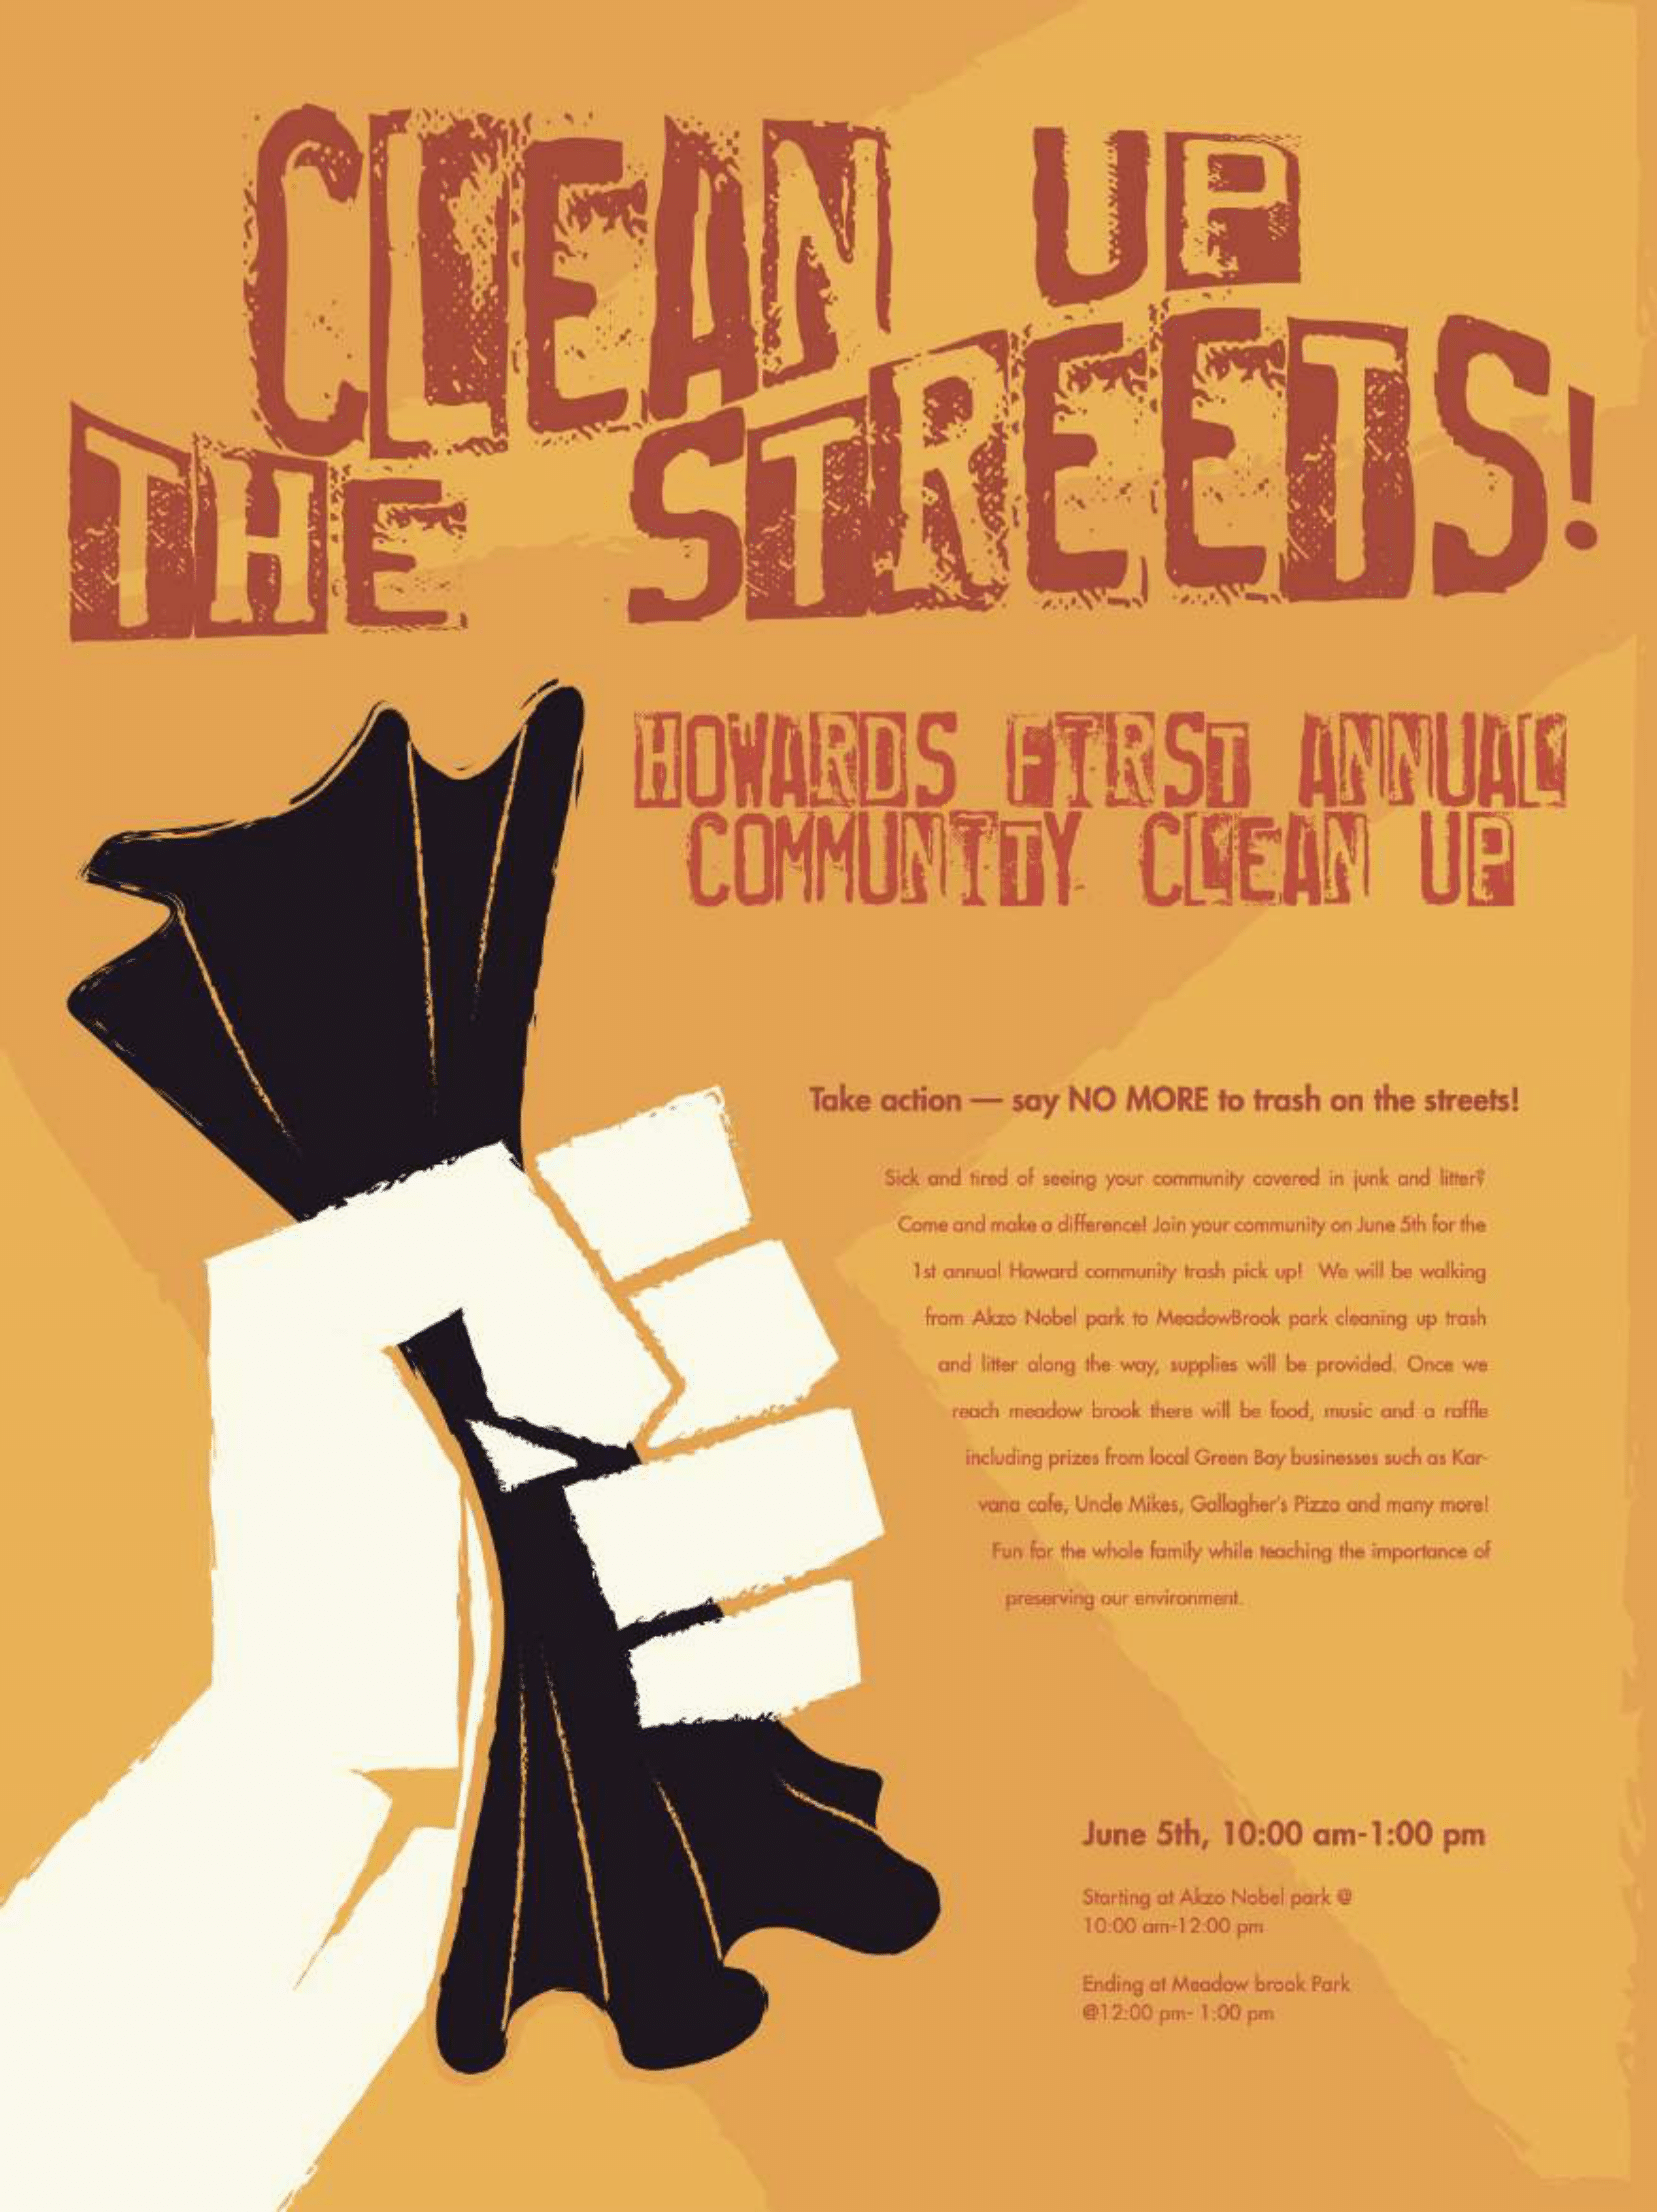 CLEAN UP
THE STREETS!
HOWARDS FIRST ANNUAL
COMMUNITY CLEAN UP
Take action — say NO MORE to trash on the streets!
Sick and tired of seeing your community covered in junk and litter?
Come and make a difference! Join your community on June 5th for the
1st annual Howard community trash pick up! We will be walking
from Akzo Nobel park to MeadowBrook park cleaning up trash
and litter along the way, supplies will be provided. Once we
reach meadow brook there will be food, music and a raffle
including prizes from local Green Bay businesses such as Kar-
vana cafe, Uncle Mikes, Gallagher's Pizza and many more!
Fun for the whole family while teaching the importance of
preserving our environment.
June 5th, 10:00 am-1:00 pm
Starting at Akzo Nobel park @
10:00 am-12:00 pm
Ending at Meadow brook Park
@12:00 pm- 1:00 pm